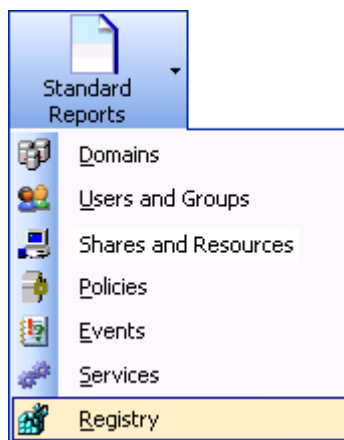 Standard
Reports
Domains
Users and Groups
Shares and Resources
Policies
Events
Services
Registry